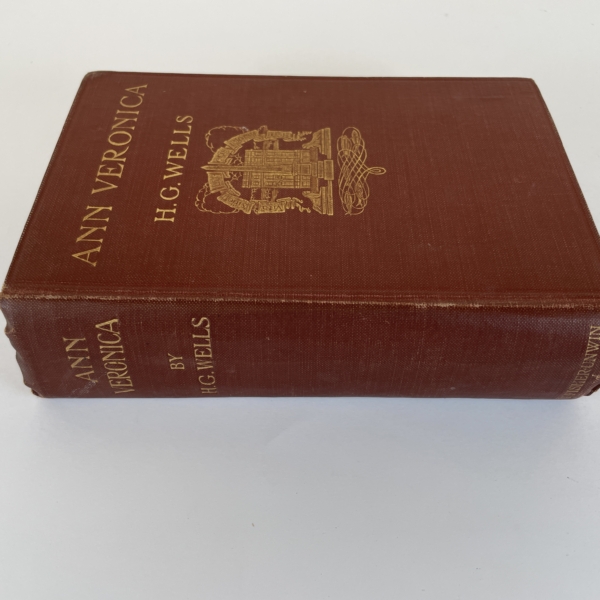 ANN VERONICA
H. G. WELLS
ANN
VERONICA
BY
H.G. WELLS